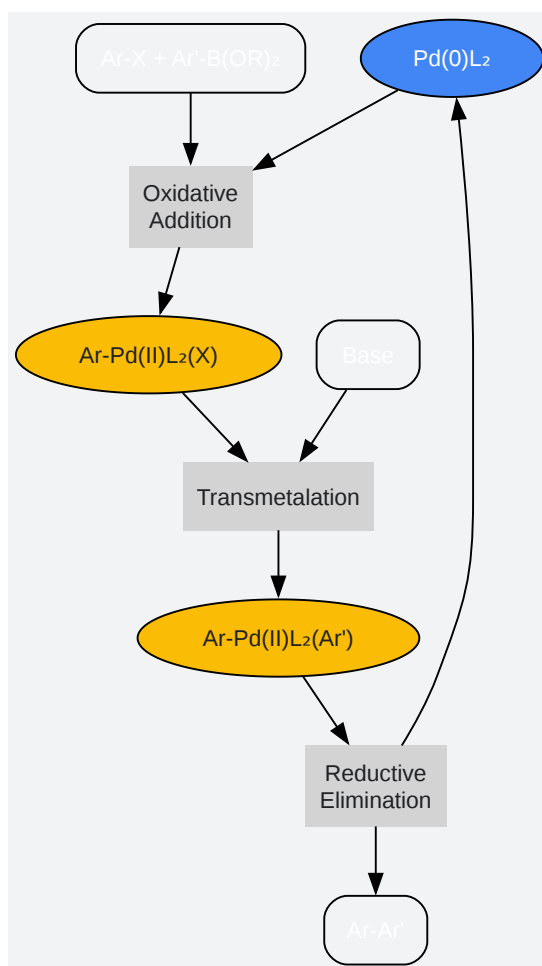 Ar-X + Ar'-B(OR)₂
Pd(0)L₂
Oxidative
Addition
Ar-Pd(II)L₂(X)
Base
Transmetalation
Ar-Pd(II)L₂(Ar')
Reductive
Elimination
Ar-Ar'